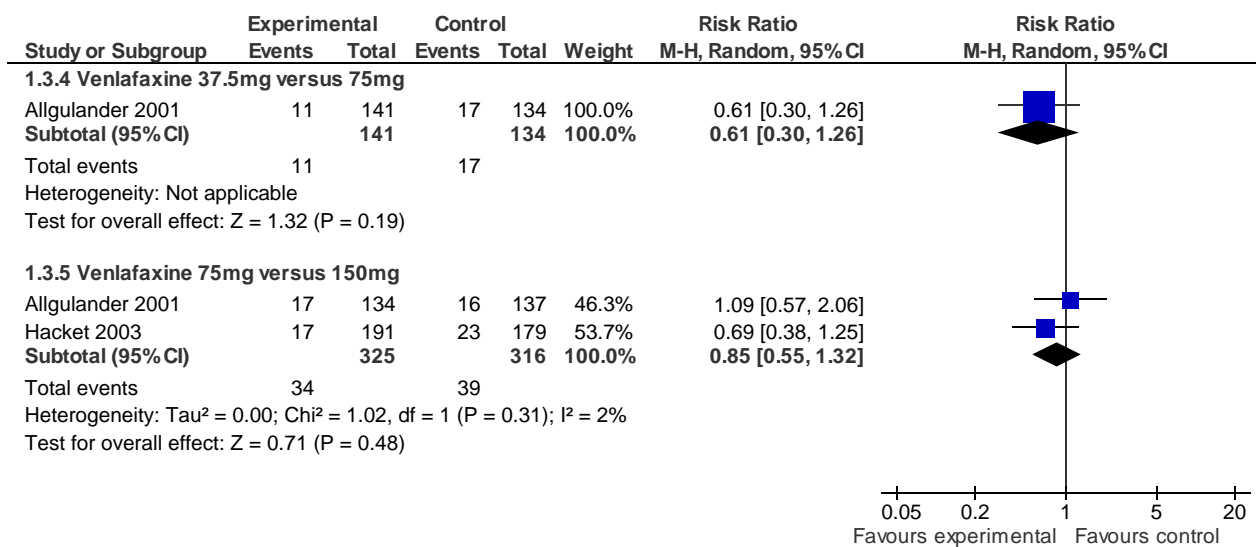 Experimental Control Risk Ratio Risk Ratio
Study or Subgroup Events Total Events Total Weight M-H, Random, 95% CI M-H, Random, 95% CI
1.3.4 Venlafaxine 37.5mg versus 75mg
Allgulander 2001 11 141 17 134 100.0% 0.61 [0.30, 1.26]
Subtotal (95% CI) 141 134 100.0% 0.61 [0.30, 1.26]
Total events 11 17
Heterogeneity: Not applicable
Test for overall effect: Z = 1.32 (P = 0.19)
1.3.5 Venlafaxine 75mg versus 150mg
Allgulander 2001 17 134 16 137 46.3% 1.09 [0.57, 2.06]
Hacket 2003 17 191 23 179 53.7% 0.69 [0.38, 1.25]
Subtotal (95% CI) 325 316 100.0% 0.85 [0.55, 1.32]
Total events 34 39
Heterogeneity: Tau² = 0.00; Chi² = 1.02, df = 1 (P = 0.31); I² = 2%
Test for overall effect: Z = 0.71 (P = 0.48)
0.05 0.2 1 5 20
Favours experimental Favours control